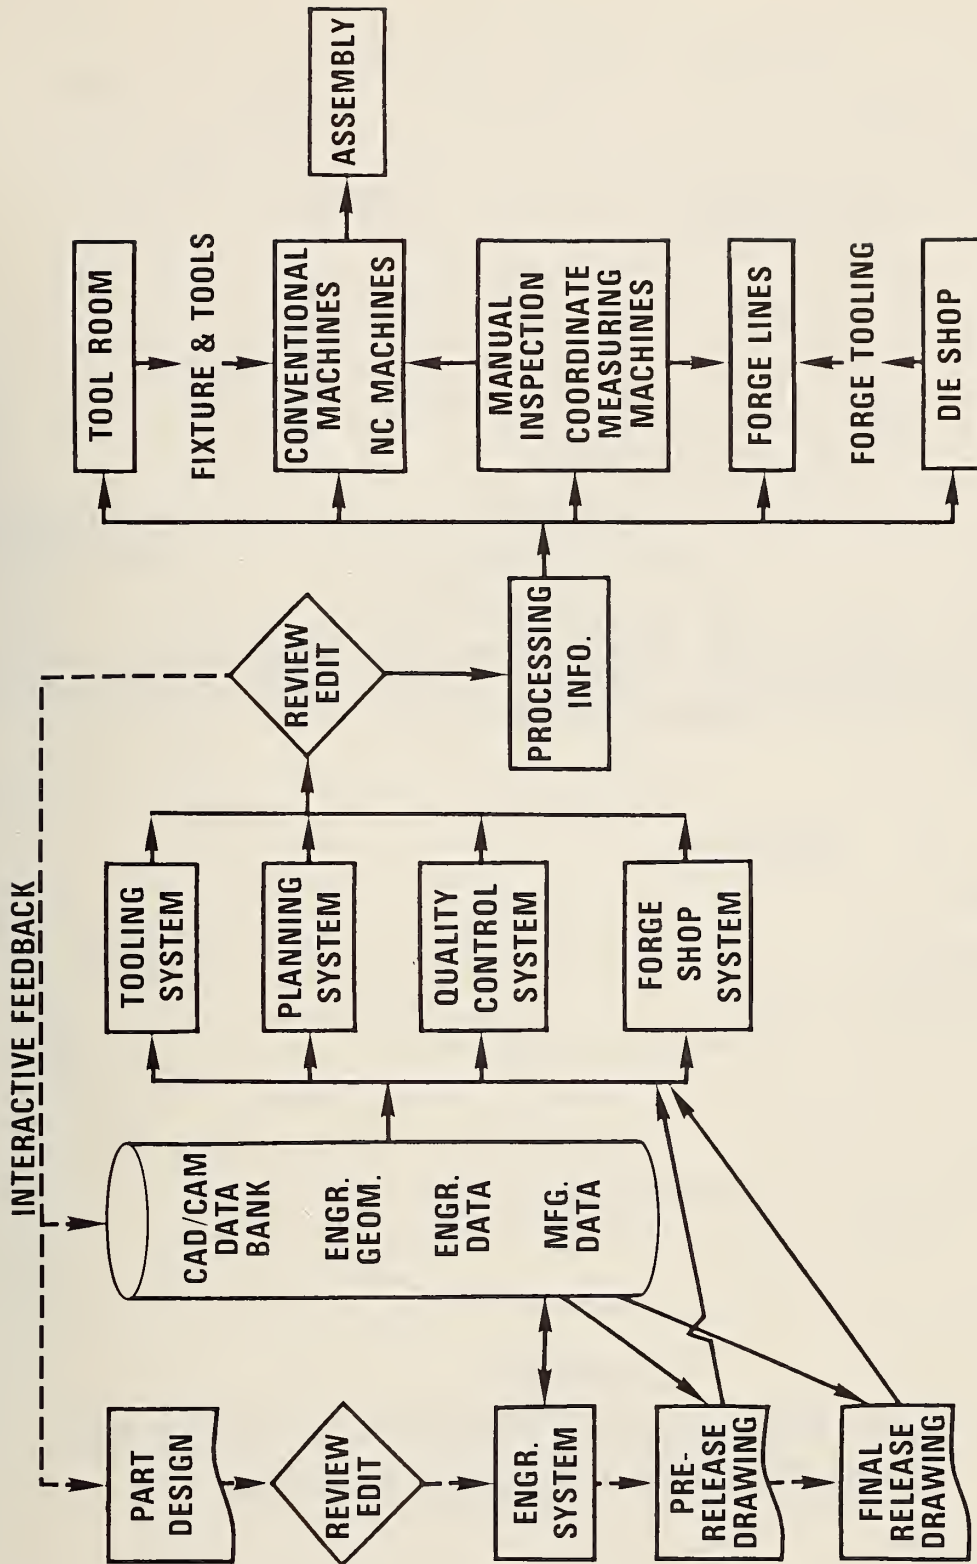 INTERACTIVE FEEDBACK
PART
DESIGN
REVIEW
EDIT
ENGR.
SYSTEM
PRE-
RELEASE
DRAWING
FINAL
RELEASE
DRAWING
CAD/CAM
DATA
BANK
ENGR.
GEOM.
ENGR.
DATA
MFG.
DATA
TOOLING
SYSTEM
PLANNING
SYSTEM
QUALITY
CONTROL
SYSTEM
FORGE
SHOP
SYSTEM
REVIEW
EDIT
PROCESSING
INFO.
TOOL ROOM
FIXTURE & TOOLS
CONVENTIONAL
MACHINES
NC MACHINES
MANUAL
INSPECTION
COORDINATE
MEASURING
MACHINES
FORGE LINES
FORGE TOOLING
DIE SHOP
ASSEMBLY